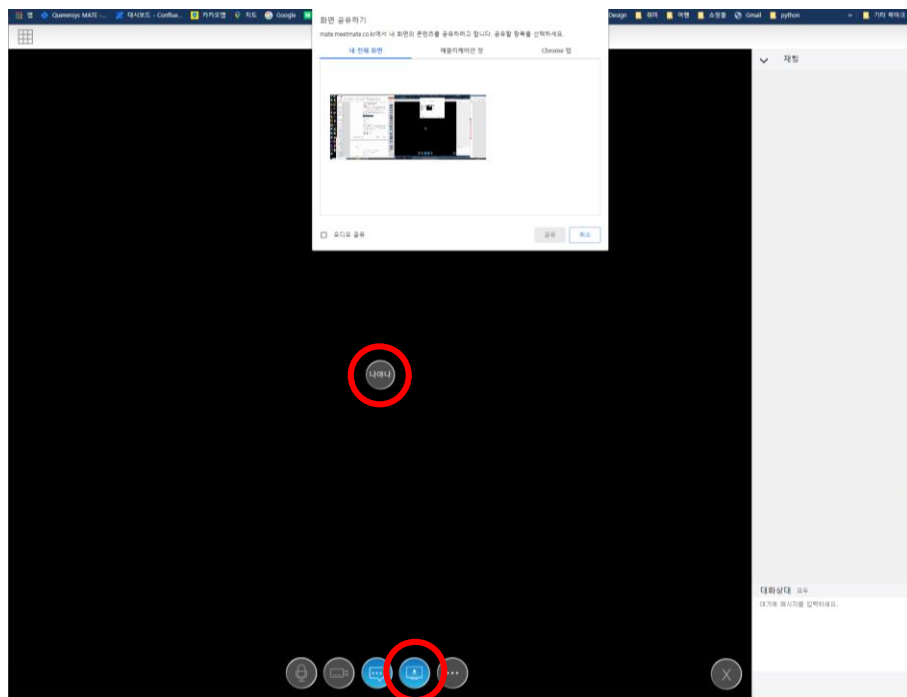 앱 Querensys MATE -... 대시보드 - Conflue... 카카오맵 지도 Google Design 취미 여행 쇼핑몰 Gmail python » 기타 북마크
화면 공유하기
mate.meetmate.co.kr에서 내 화면의 콘텐츠를 공유하려고 합니다. 공유할 항목을 선택하세요.
내 전체 화면 애플리케이션 창 Chrome 탭
오디오 공유 공유 취소
채팅
나야나
대화상대 모두
여기에 메시지를 입력하세요.
X